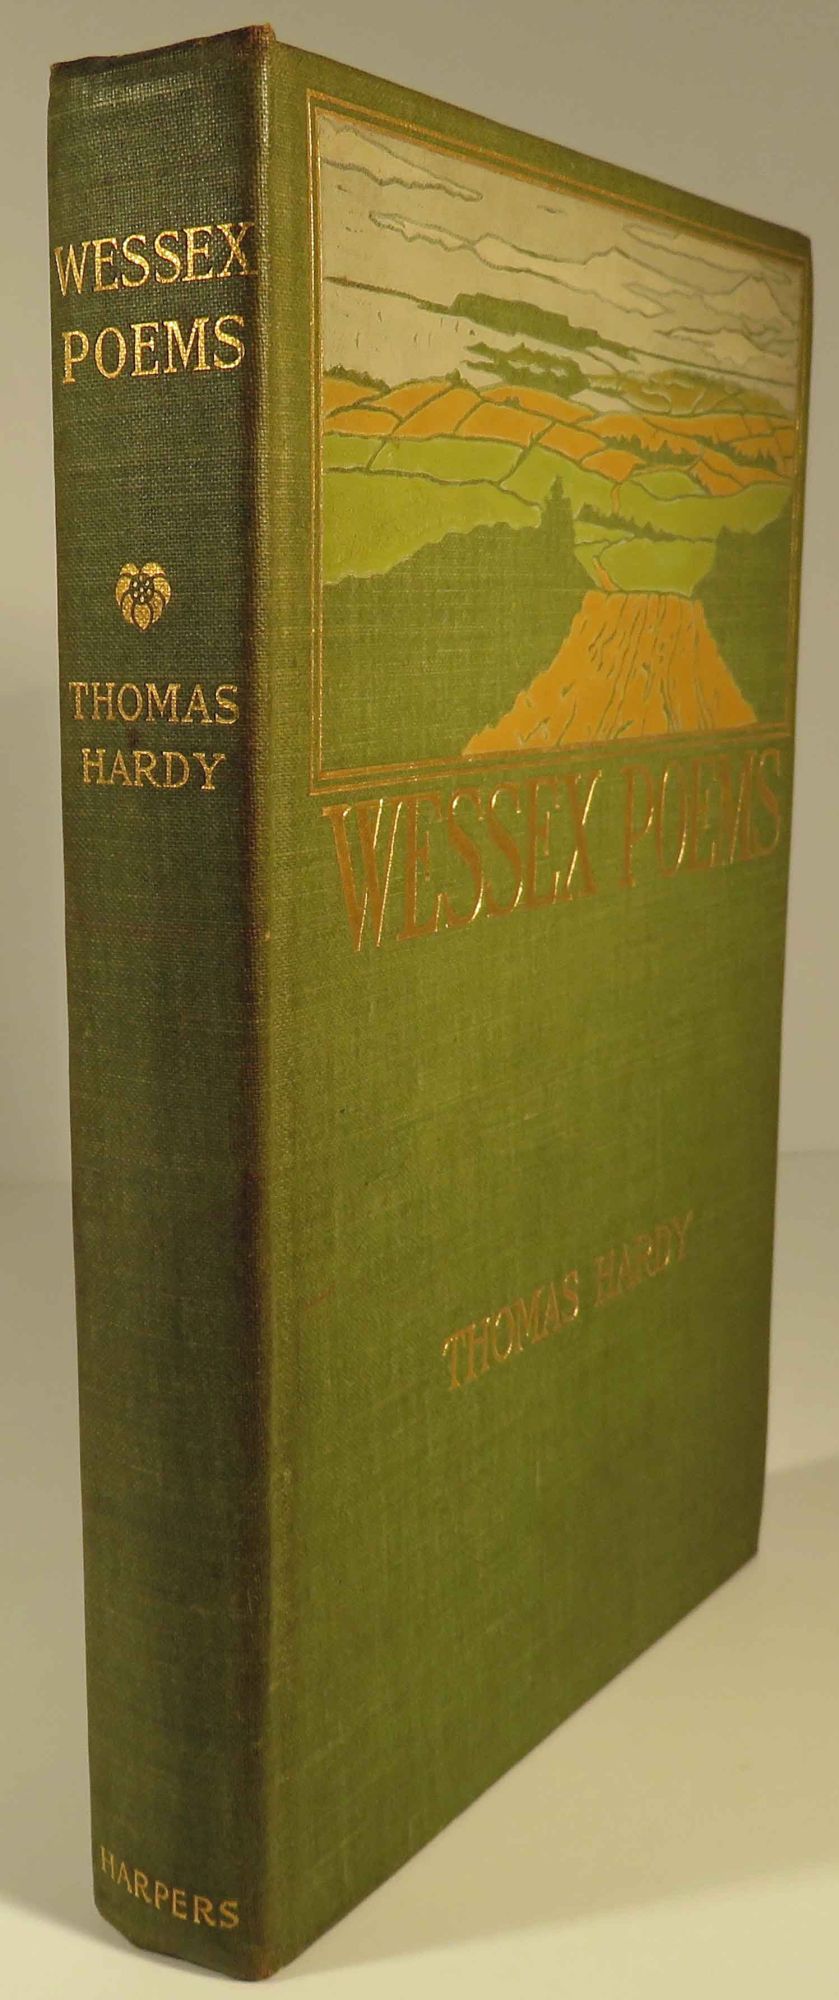 WESSEX
POEMS
THOMAS
HARDY
HARPERS
WESSEX POEMS
THOMAS HARDY